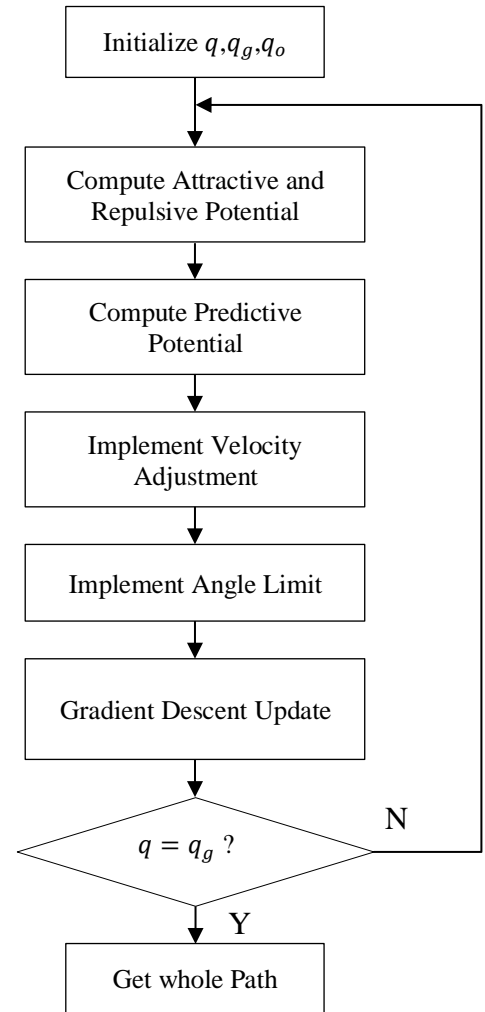 Initialize q,q_g,q_o
Compute Attractive and
Repulsive Potential
Compute Predictive
Potential
Implement Velocity
Adjustment
Implement Angle Limit
Gradient Descent Update
q = q_g ?
N
Y
Get whole Path